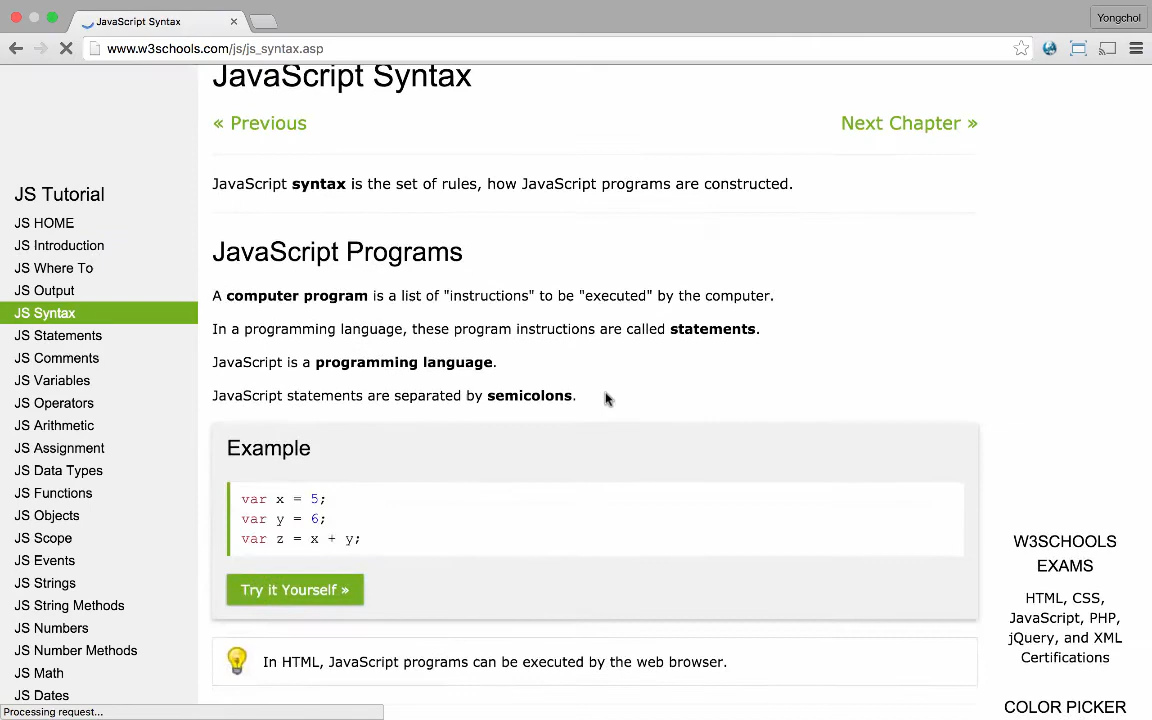 JavaScript Syntax
Yongchol
www.w3schools.com/js/js_syntax.asp
JavaScript Syntax
« Previous
Next Chapter »
JavaScript syntax is the set of rules, how JavaScript programs are constructed.
JS Tutorial
JS HOME
JS Introduction
JS Where To
JS Output
JS Syntax
JS Statements
JS Comments
JS Variables
JS Operators
JS Arithmetic
JS Assignment
JS Data Types
JS Functions
JS Objects
JS Scope
JS Events
JS Strings
JS String Methods
JS Numbers
JS Number Methods
JS Math
JS Dates
JavaScript Programs
A computer program is a list of "instructions" to be "executed" by the computer.
In a programming language, these program instructions are called statements.
JavaScript is a programming language.
JavaScript statements are separated by semicolons.
Example
var x = 5;
var y = 6;
var z = x + y;
Try it Yourself »
In HTML, JavaScript programs can be executed by the web browser.
W3SCHOOLS
EXAMS
HTML, CSS,
JavaScript, PHP,
jQuery, and XML
Certifications
COLOR PICKER
Processing request...